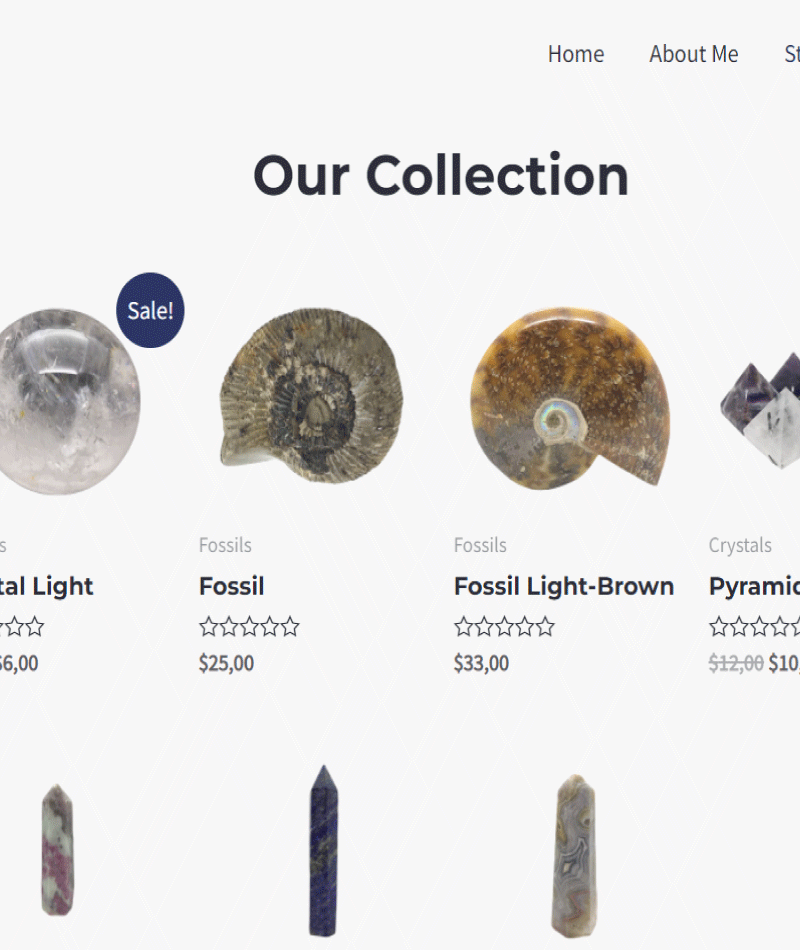 Home About Me St
Our Collection
Sale!
s Fossils Fossils Crystals
tal Light Fossil Fossil Light-Brown Pyramid
6,00 $25,00 $33,00 $12,00 $10,